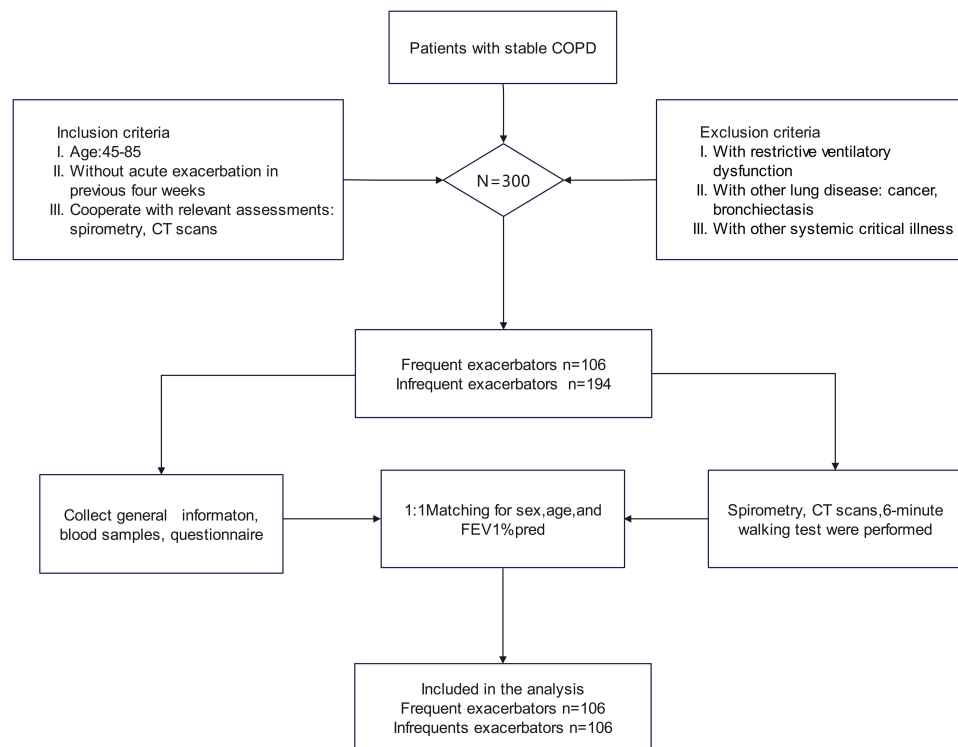 Patients with stable COPD
Inclusion criteria
I. Age:45-85
II. Without acute exacerbation in
previous four weeks
III. Cooperate with relevant assessments:
spirometry, CT scans
N=300
Exclusion criteria
I. With restrictive ventilatory
dysfunction
II. With other lung disease: cancer,
bronchiectasis
III. With other systemic critical illness
Frequent exacerbators n=106
Infrequent exacerbators n=194
Collect general informaton,
blood samples, questionnaire
1:1Matching for sex,age,and
FEV1%pred
Spirometry, CT scans,6-minute
walking test were performed
Included in the analysis
Frequent exacerbators n=106
Infrequents exacerbators n=106